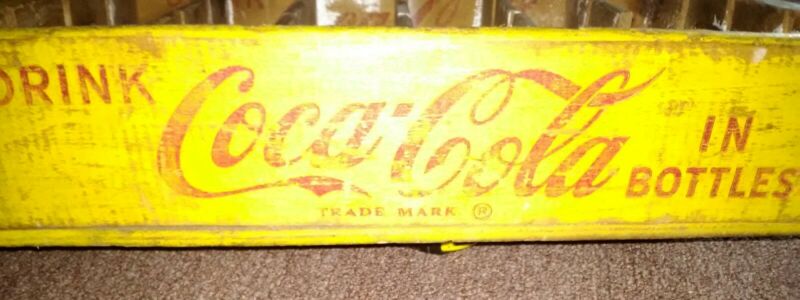 DRINK Coca-Cola IN BOTTLES
TRADE MARK ®